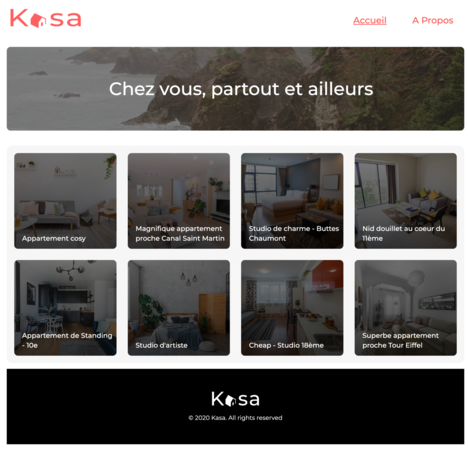 Kasa
Accueil
A Propos
Chez vous, partout et ailleurs
Appartement cosy
Magnifique appartement
proche Canal Saint Martin
Studio de charme - Buttes
Chaumont
Nid douillet au coeur du
11ème
Appartement de Standing
- 10e
Studio d'artiste
Cheap - Studio 18ème
Superbe appartement
proche Tour Eiffel
Kasa
© 2020 Kasa. All rights reserved